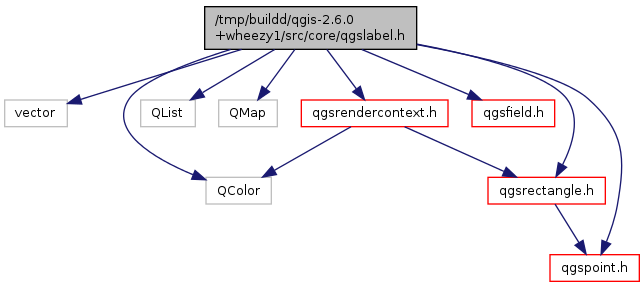 /tmp/buildd/qgis-2.6.0
+wheezy1/src/core/qgslabel.h
vector
QList
QMap
qgsrendercontext.h
qgsfield.h
QColor
qgsrectangle.h
qgspoint.h